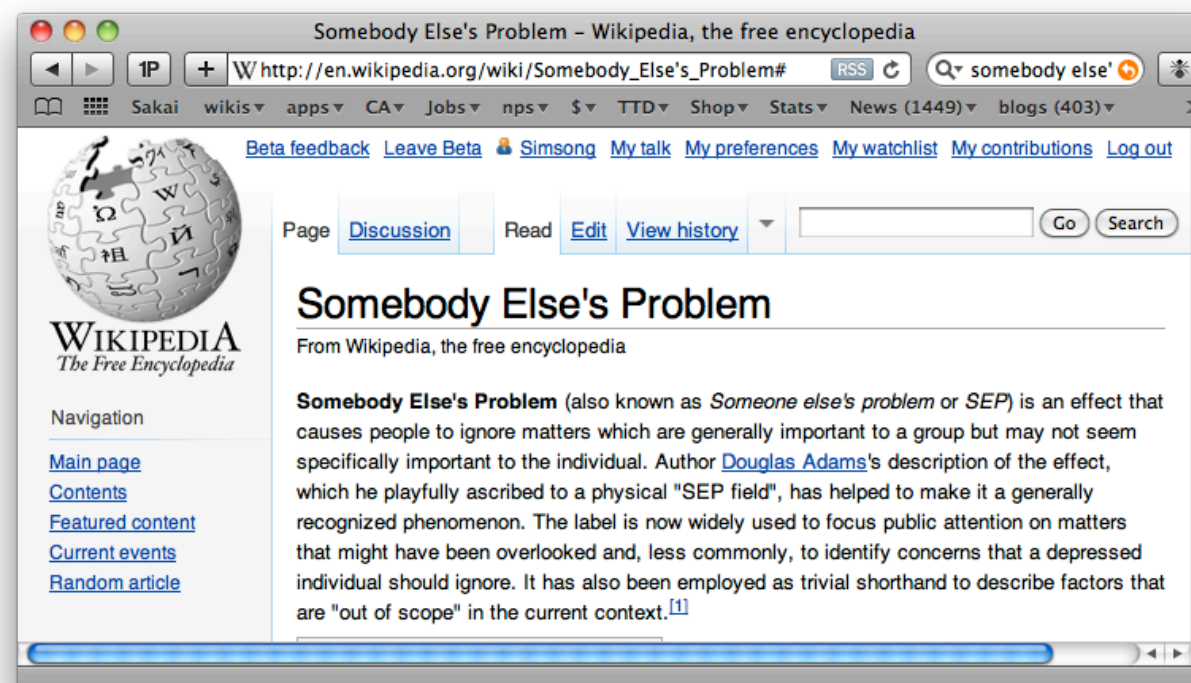 Somebody Else's Problem – Wikipedia, the free encyclopedia
1P + W http://en.wikipedia.org/wiki/Somebody_Else's_Problem# RSS somebody else'
Sakai wikis apps CA Jobs nps $ TTD Shop Stats News (1449) blogs (403)
Beta feedback Leave Beta Simsong My talk My preferences My watchlist My contributions Log out
Page Discussion Read Edit View history Go Search
WIKIPEDIA
The Free Encyclopedia
Navigation
Main page
Contents
Featured content
Current events
Random article
Somebody Else's Problem
From Wikipedia, the free encyclopedia
Somebody Else's Problem (also known as Someone else's problem or SEP) is an effect that
causes people to ignore matters which are generally important to a group but may not seem
specifically important to the individual. Author Douglas Adams's description of the effect,
which he playfully ascribed to a physical "SEP field", has helped to make it a generally
recognized phenomenon. The label is now widely used to focus public attention on matters
that might have been overlooked and, less commonly, to identify concerns that a depressed
individual should ignore. It has also been employed as trivial shorthand to describe factors that
are "out of scope" in the current context.[1]